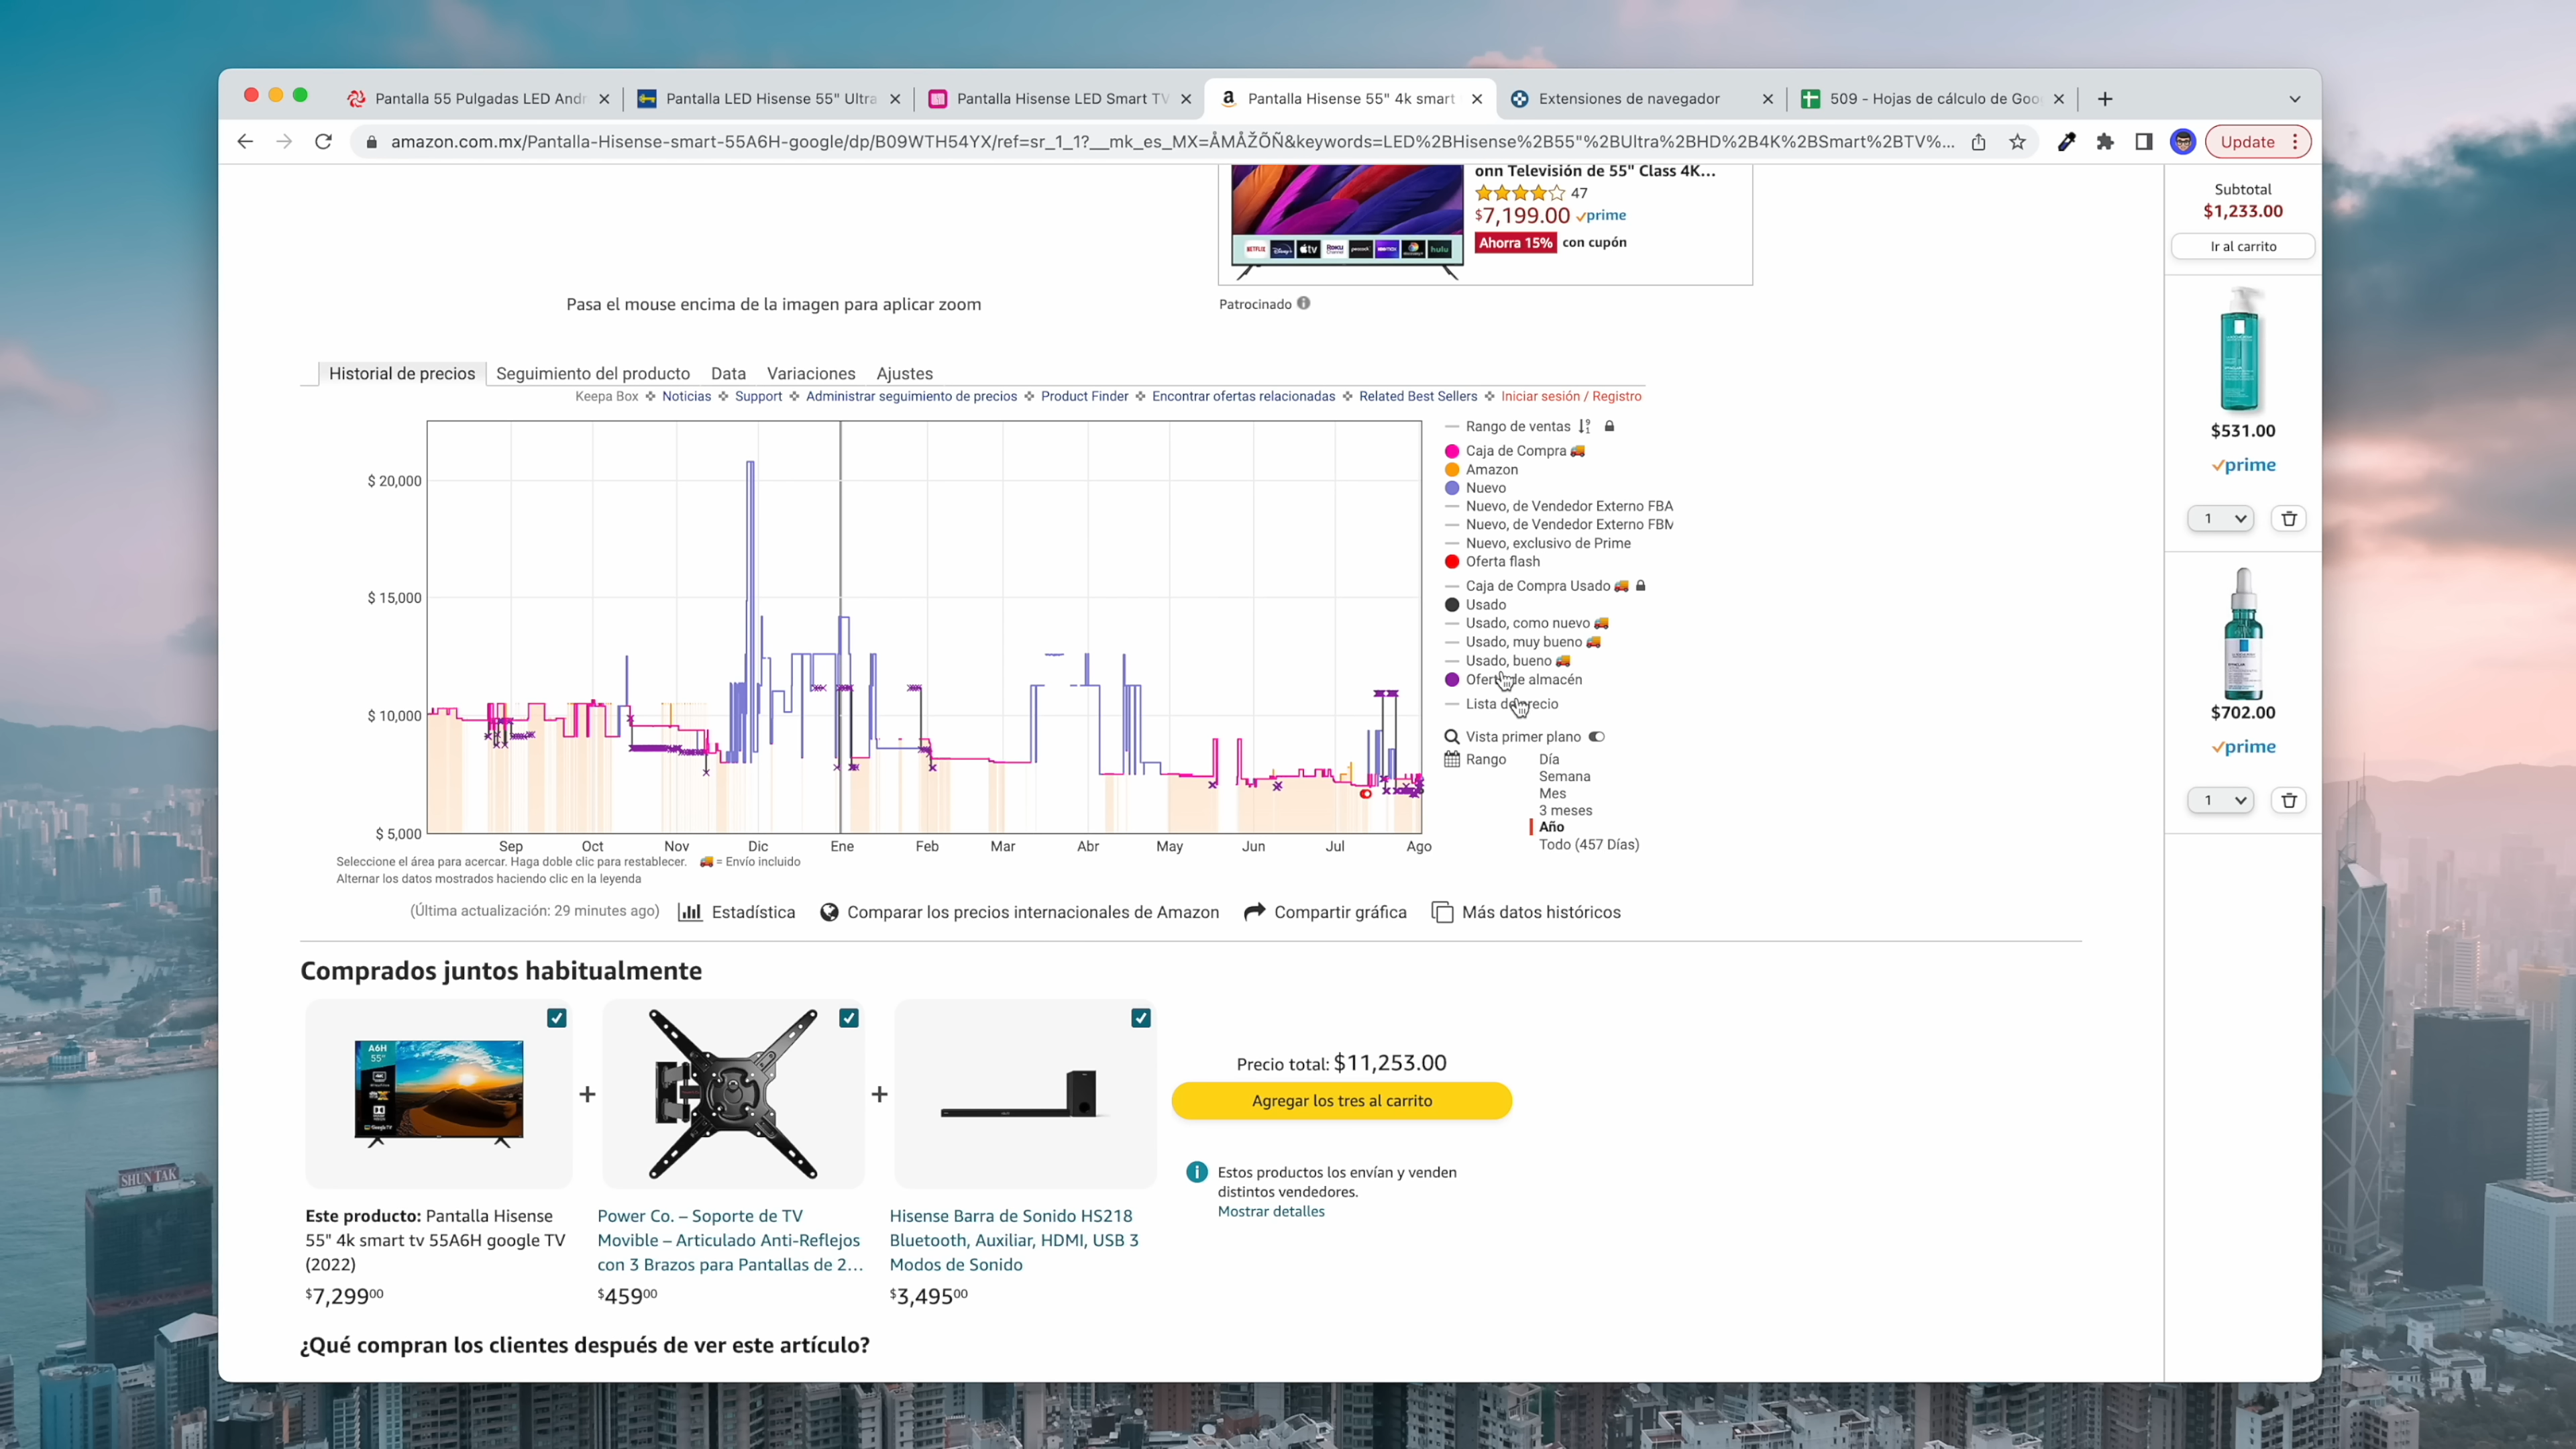 Pantalla 55 Pulgadas LED Andr
Pantalla LED Hisense 55" Ultra
Pantalla Hisense LED Smart TV
Pantalla Hisense 55" 4k smart
Extensiones de navegador
509 - Hojas de cálculo de Goo
amazon.com.mx/Pantalla-Hisense-smart-55A6H-google/dp/B09WTH54YX/ref=sr_1_1?__mk_es_MX=ÅMÅŽÕÑ&keywords=LED%2BHisense%2B55"%2BUltra%2BHD%2B4K%2BSmart%2BTV%...
Update
onn Televisión de 55" Class 4K...
47
$7,199.00 prime
Ahorra 15% con cupón
NETFLIX Disney+ tv Roku peacock hulu
Pasa el mouse encima de la imagen para aplicar zoom
Patrocinado
Subtotal
$1,233.00
Ir al carrito
$531.00
prime
1
$702.00
prime
1
Historial de precios Seguimiento del producto Data Variaciones Ajustes
Keepa Box Noticias Support Administrar seguimiento de precios Product Finder Encontrar ofertas relacionadas Related Best Sellers Iniciar sesión / Registro
$ 20,000
$ 15,000
$ 10,000
$ 5,000
Sep Oct Nov Dic Ene Feb Mar Abr May Jun Jul Ago
Rango de ventas
Caja de Compra
Amazon
Nuevo
Nuevo, de Vendedor Externo FBA
Nuevo, de Vendedor Externo FBM
Nuevo, exclusivo de Prime
Oferta flash
Caja de Compra Usado
Usado
Usado, como nuevo
Usado, muy bueno
Usado, bueno
de almacén
Lista
Vista primer plano
Rango
Día
Semana
Mes
3 meses
Año
Todo (457 Días)
Seleccione el área para acercar. Haga doble clic para restablecer. = Envío incluido
Alternar los datos mostrados haciendo clic en la leyenda
(Última actualización: 29 minutes ago) Estadística Comparar los precios internacionales de Amazon Compartir gráfica Más datos históricos
Comprados juntos habitualmente
A6H
55"
+
+
Precio total: $11,253.00
Agregar los tres al carrito
Estos productos los envían y venden
distintos vendedores.
Mostrar detalles
Este producto: Pantalla Hisense
55" 4k smart tv 55A6H google TV
(2022)
$7,299.00
Power Co. – Soporte de TV
Movible – Articulado Anti-Reflejos
con 3 Brazos para Pantallas de 2...
$459.00
Hisense Barra de Sonido HS218
Bluetooth, Auxiliar, HDMI, USB 3
Modos de Sonido
$3,495.00
¿Qué compran los clientes después de ver este artículo?
SHUN TAK